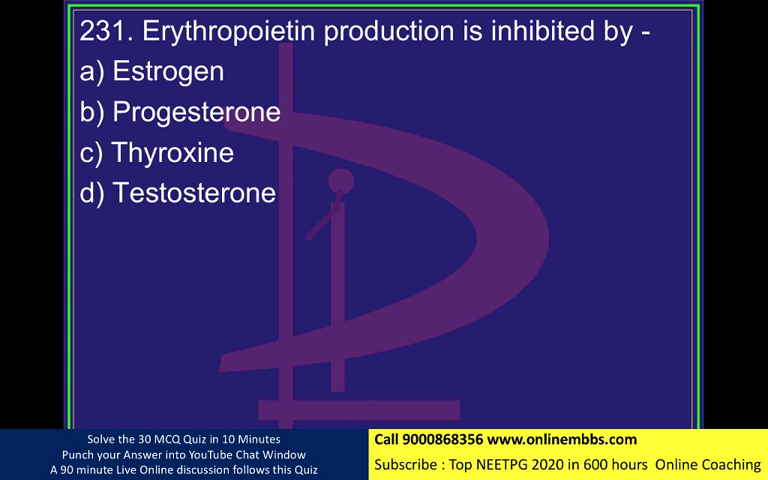 231. Erythropoietin production is inhibited by -
a) Estrogen
b) Progesterone
c) Thyroxine
d) Testosterone
Solve the 30 MCQ Quiz in 10 Minutes
Punch your Answer into YouTube Chat Window
A 90 minute Live Online discussion follows this Quiz
Call 9000868356 www.onlinembbs.com
Subscribe : Top NEETPG 2020 in 600 hours Online Coaching